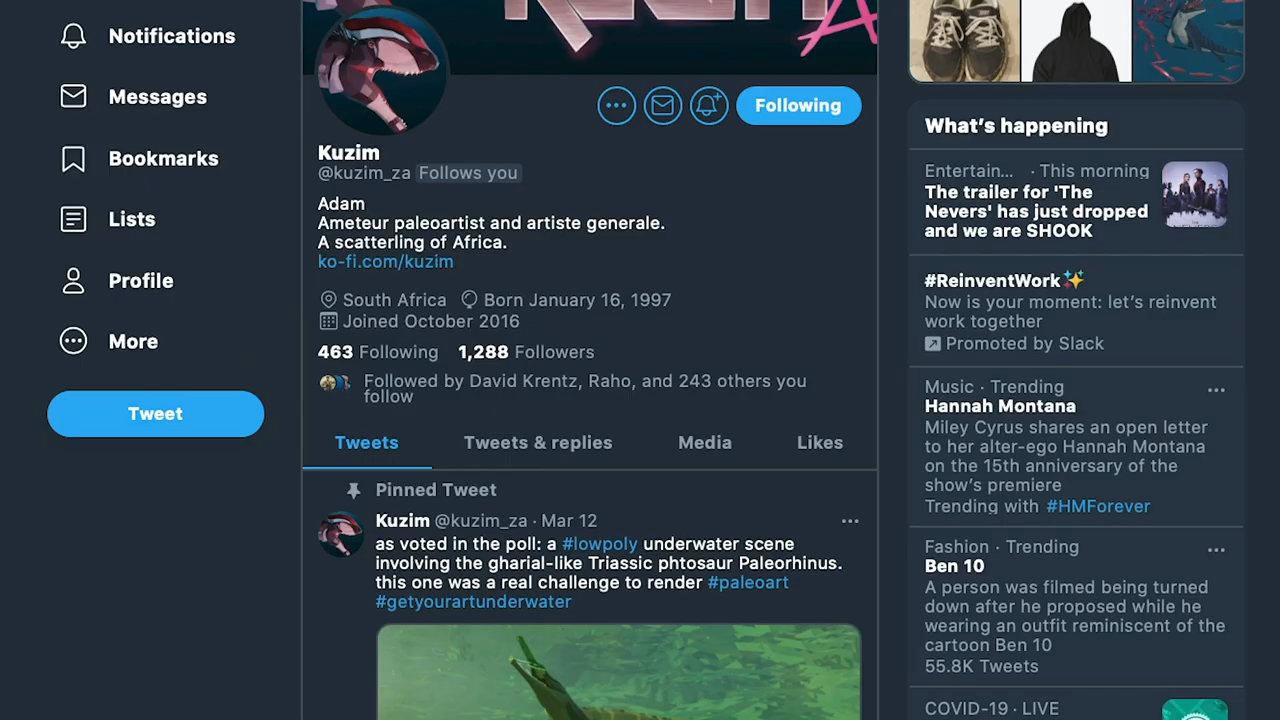 Notifications
Messages
Bookmarks
Lists
Profile
More
Tweet
Following
Kuzim
@kuzim_za Follows you
Adam
Ameteur paleoartist and artiste generale.
A scatterling of Africa.
ko-fi.com/kuzim
South Africa Born January 16, 1997
Joined October 2016
463 Following 1,288 Followers
Followed by David Krentz, Raho, and 243 others you
follow
Tweets Tweets & replies Media Likes
Pinned Tweet
Kuzim @kuzim_za · Mar 12
as voted in the poll: a #lowpoly underwater scene
involving the gharial-like Triassic phtosaur Paleorhinus.
this one was a real challenge to render #paleoart
#getyourartunderwater
What's happening
Entertain... · This morning
The trailer for 'The
Nevers' has just dropped
and we are SHOOK
#ReinventWork✨
Now is your moment: let's reinvent
work together
Promoted by Slack
Music · Trending
Hannah Montana
Miley Cyrus shares an open letter
to her alter-ego Hannah Montana
on the 15th anniversary of the
show's premiere
Trending with #HMForever
Fashion · Trending
Ben 10
A person was filmed being turned
down after he proposed while he
wearing an outfit reminiscent of the
cartoon Ben 10
55.8K Tweets
COVID-19 · LIVE